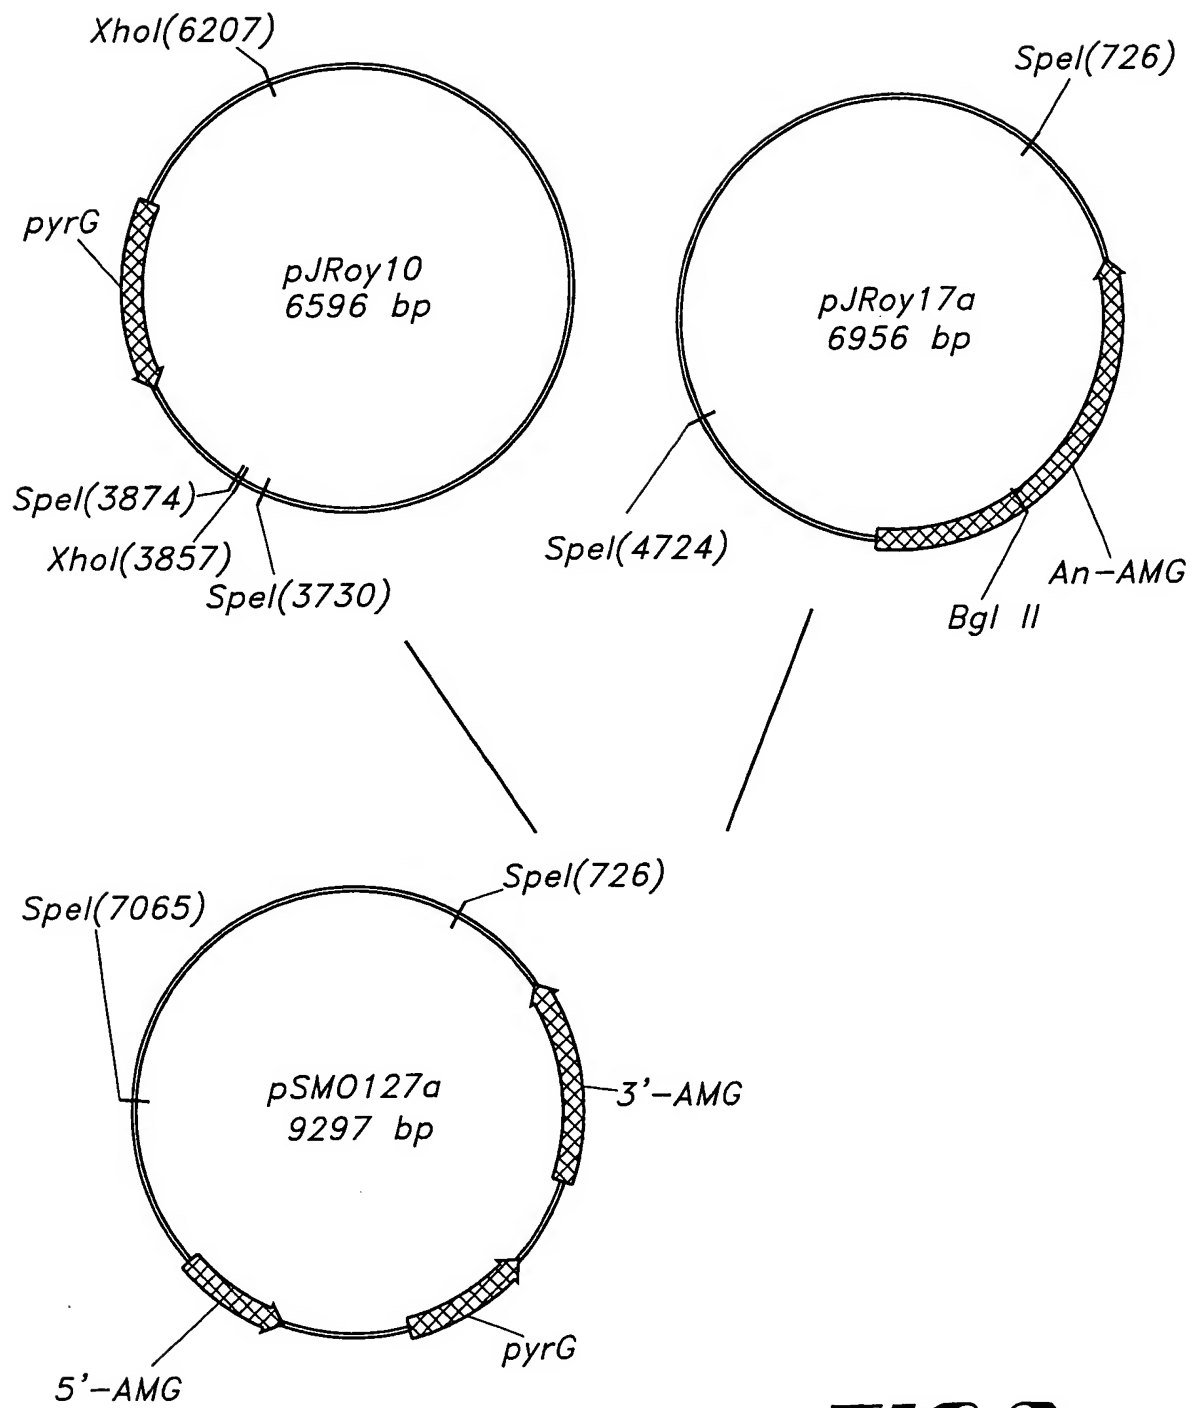 XhoI(6207)
SpeI(726)
pyrG
pJRoy10
6596 bp
pJRoy17a
6956 bp
SpeI(3874)
XhoI(3857)
SpeI(3730)
SpeI(4724)
An-AMG
Bgl II
SpeI(726)
SpeI(7065)
pSMO127a
9297 bp
3'-AMG
pyrG
5'-AMG